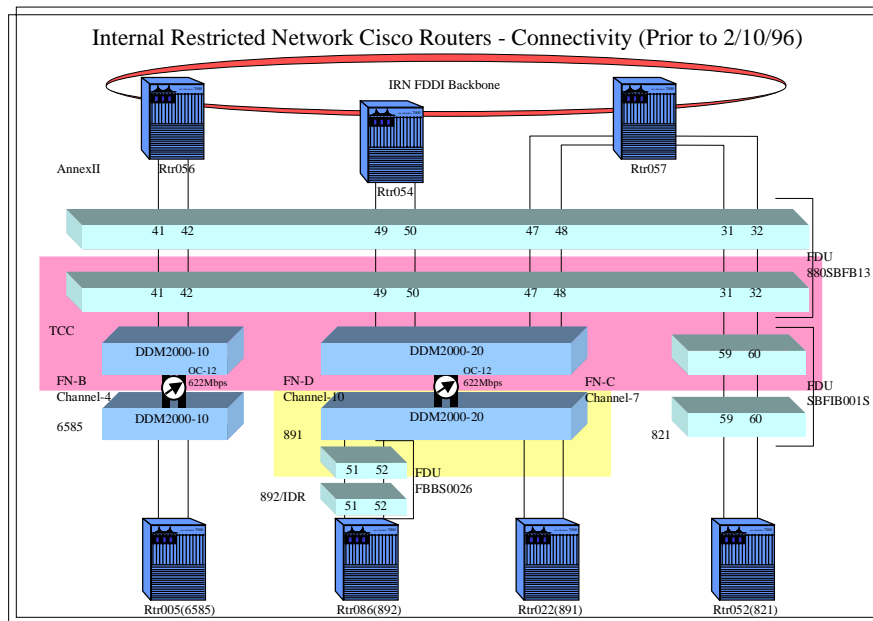 Internal Restricted Network Cisco Routers - Connectivity (Prior to 2/10/96)
IRN FDDI Backbone
Rtr056
Rtr054
Rtr057
AnnexII
41 42 49 50 47 48 31 32
FDU
880SBFB13
41 42 49 50 47 48 31 32
TCC
DDM2000-10
DDM2000-20
59 60
FN-B
Channel-4
OC-12
622Mbps
FN-D
Channel-10
OC-12
622Mbps
FN-C
Channel-7
FDU
SBFIB001S
DDM2000-10
DDM2000-20
59 60
6585
891
821
51 52
FDU
FBBS0026
892/IDR
51 52
Rtr005(6585)
Rtr086(892)
Rtr022(891)
Rtr052(821)